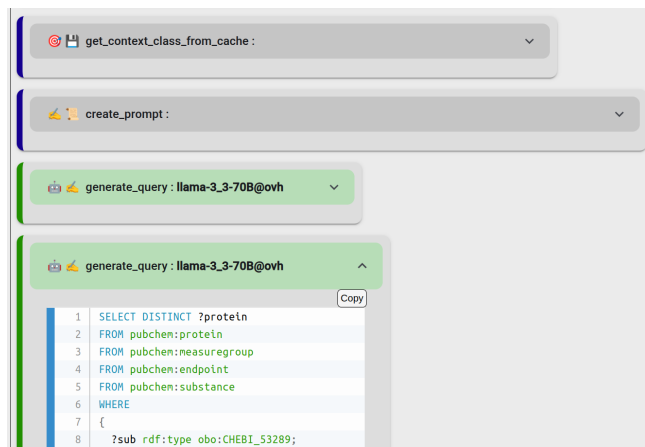 get_context_class_from_cache :
create_prompt :
generate_query : llama-3_3-70B@ovh
generate_query : llama-3_3-70B@ovh
Copy
1 SELECT DISTINCT ?protein
2 FROM pubchem:protein
3 FROM pubchem:measuregroup
4 FROM pubchem:endpoint
5 FROM pubchem:substance
6 WHERE
7 {
8 ?sub rdf:type obo:CHEBI_53289;